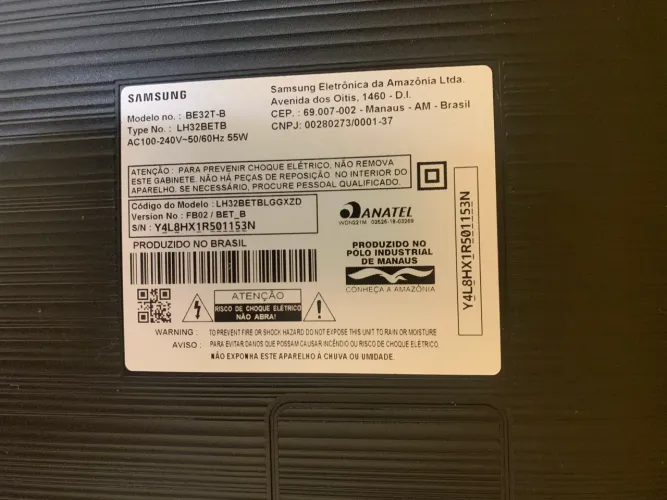 SAMSUNG
Modelo no. : BE32T-B
Type No. : LH32BETB
AC100-240V~50/60Hz 55W
Samsung Eletrônica da Amazônia Ltda.
Avenida dos Oitis, 1460 - D.I.
CEP. : 69.007-002 - Manaus - AM - Brasil
CNPJ: 00280273/0001-37
ATENÇÃO : PARA PREVENIR CHOQUE ELÉTRICO, NÃO REMOVA
ESTE GABINETE. NÃO HÁ PEÇAS DE REPOSIÇÃO NO INTERIOR DO
APARELHO. SE NECESSÁRIO, PROCURE PESSOAL QUALIFICADO.
Código do Modelo : LH32BETBLGGXZD
Version No : FB02 / BET_B
S/N : Y4L8HX1R501153N
PRODUZIDO NO BRASIL
ANATEL
WCN221M 02526-18-03269
PRODUZIDO NO
POLO INDUSTRIAL
DE MANAUS
CONHEÇA A AMAZÔNIA
Y4L8HX1R501153N
ATENÇÃO
RISCO DE CHOQUE ELÉTRICO
NÃO ABRA!
WARNING : TO PREVENT FIRE OR SHOCK HAZARD DO NOT EXPOSE THIS UNIT TO RAIN OR MOISTURE
AVISO : PARA EVITAR DANOS QUE POSSAM CAUSAR INCÊNDIO OU RISCO DE CHOQUE ELÉTRICO
NÃO EXPONHA ESTE APARELHO À CHUVA OU UMIDADE.